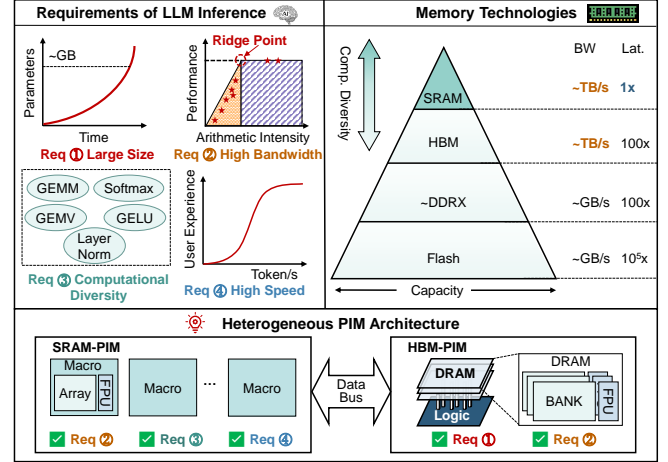 Requirements of LLM Inference
AI
Parameters
~GB
Time
Req ① Large Size
Ridge Point
Performance
Arithmetic Intensity
Req ② High Bandwidth
GEMM
Softmax
GEMV
GELU
Layer
Norm
Req ③ Computational
Diversity
User Experience
Token/s
Req ④ High Speed
Memory Technologies
Comp. Diversity
BW Lat.
SRAM ~TB/s 1x
HBM ~TB/s 100x
~DDRX ~GB/s 100x
Flash ~GB/s 10⁵x
Capacity
Heterogeneous PIM Architecture
SRAM-PIM
Macro
Array
FPU
Macro
...
Macro
Req ② Req ③ Req ④
Data
Bus
HBM-PIM
DRAM
Logic
DRAM
BANK
FPU
Req ① Req ②